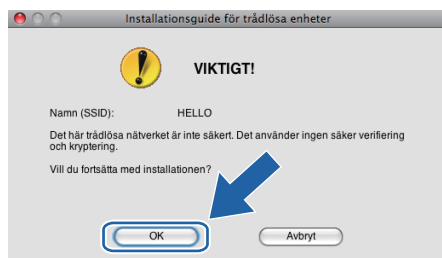 Installationsguide för trådlösa enheter
VIKTIGT!
Namn (SSID): HELLO
Det här trådlösa nätverket är inte säkert. Det använder ingen säker verifiering
och kryptering.
Vill du fortsätta med installationen?
OK Avbryt